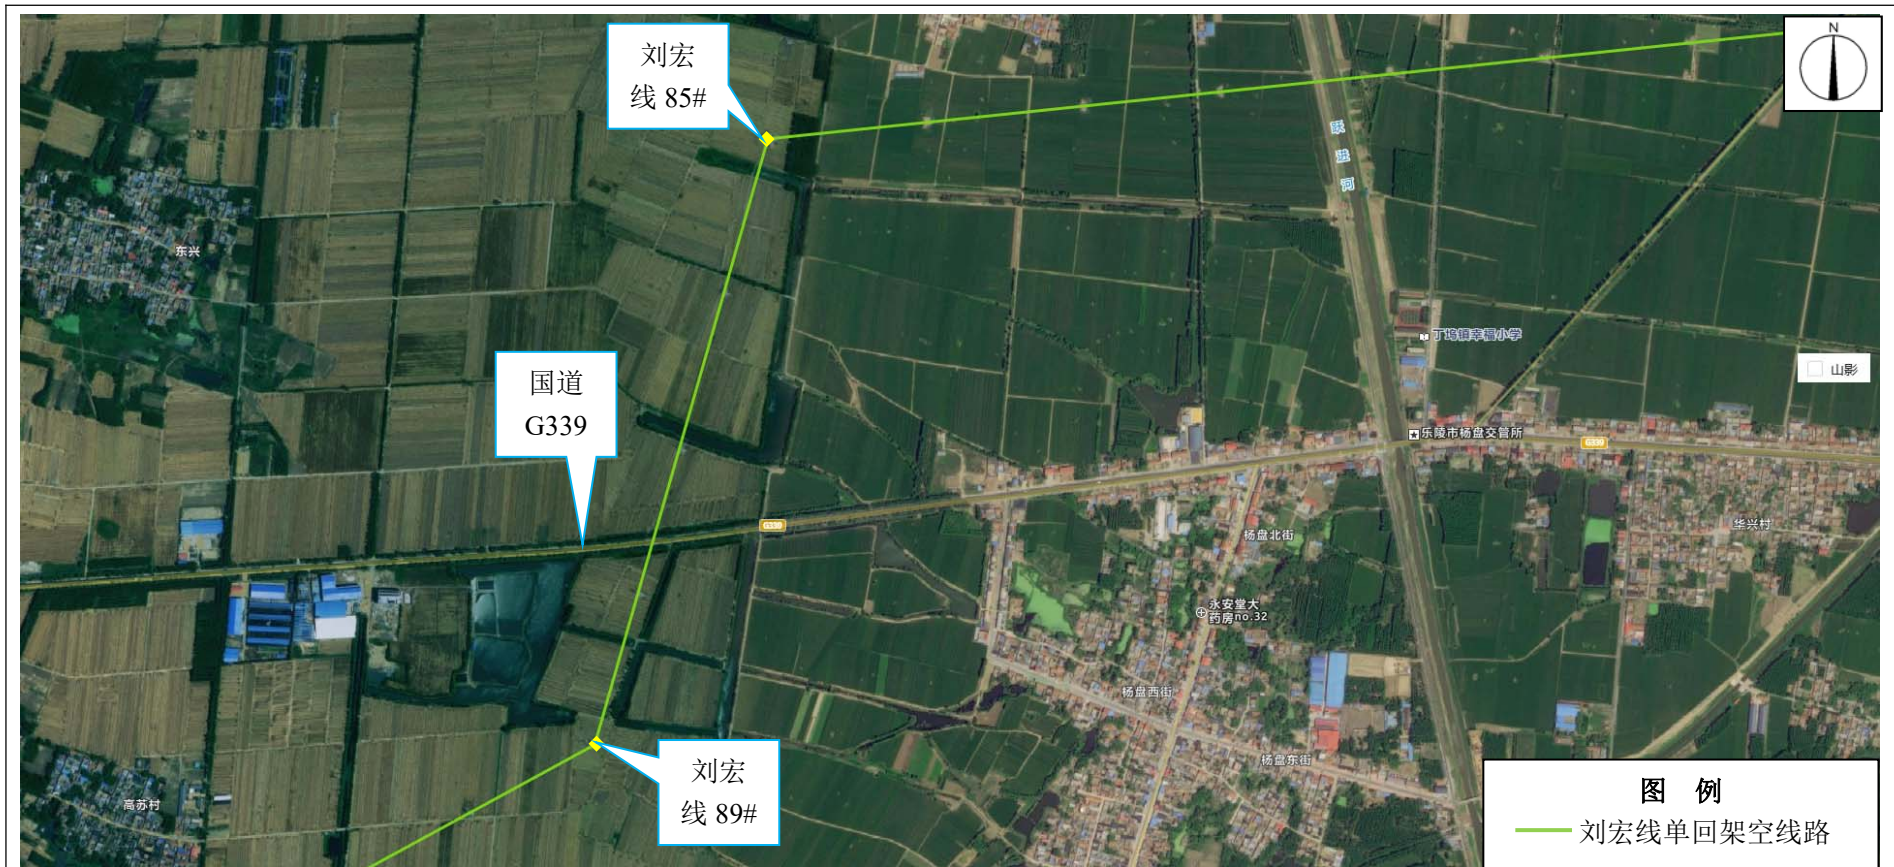 刘宏
线 85#
N
跃
进
河
东兴
丁坞镇幸福小学
国道
G339
山影
乐陵市杨盘交管所
G339
G339
华兴村
杨盘北街
永安堂大
药房no.32
杨盘西街
杨盘东街
刘宏
线 89#
高苏村
图 例
刘宏线单回架空线路